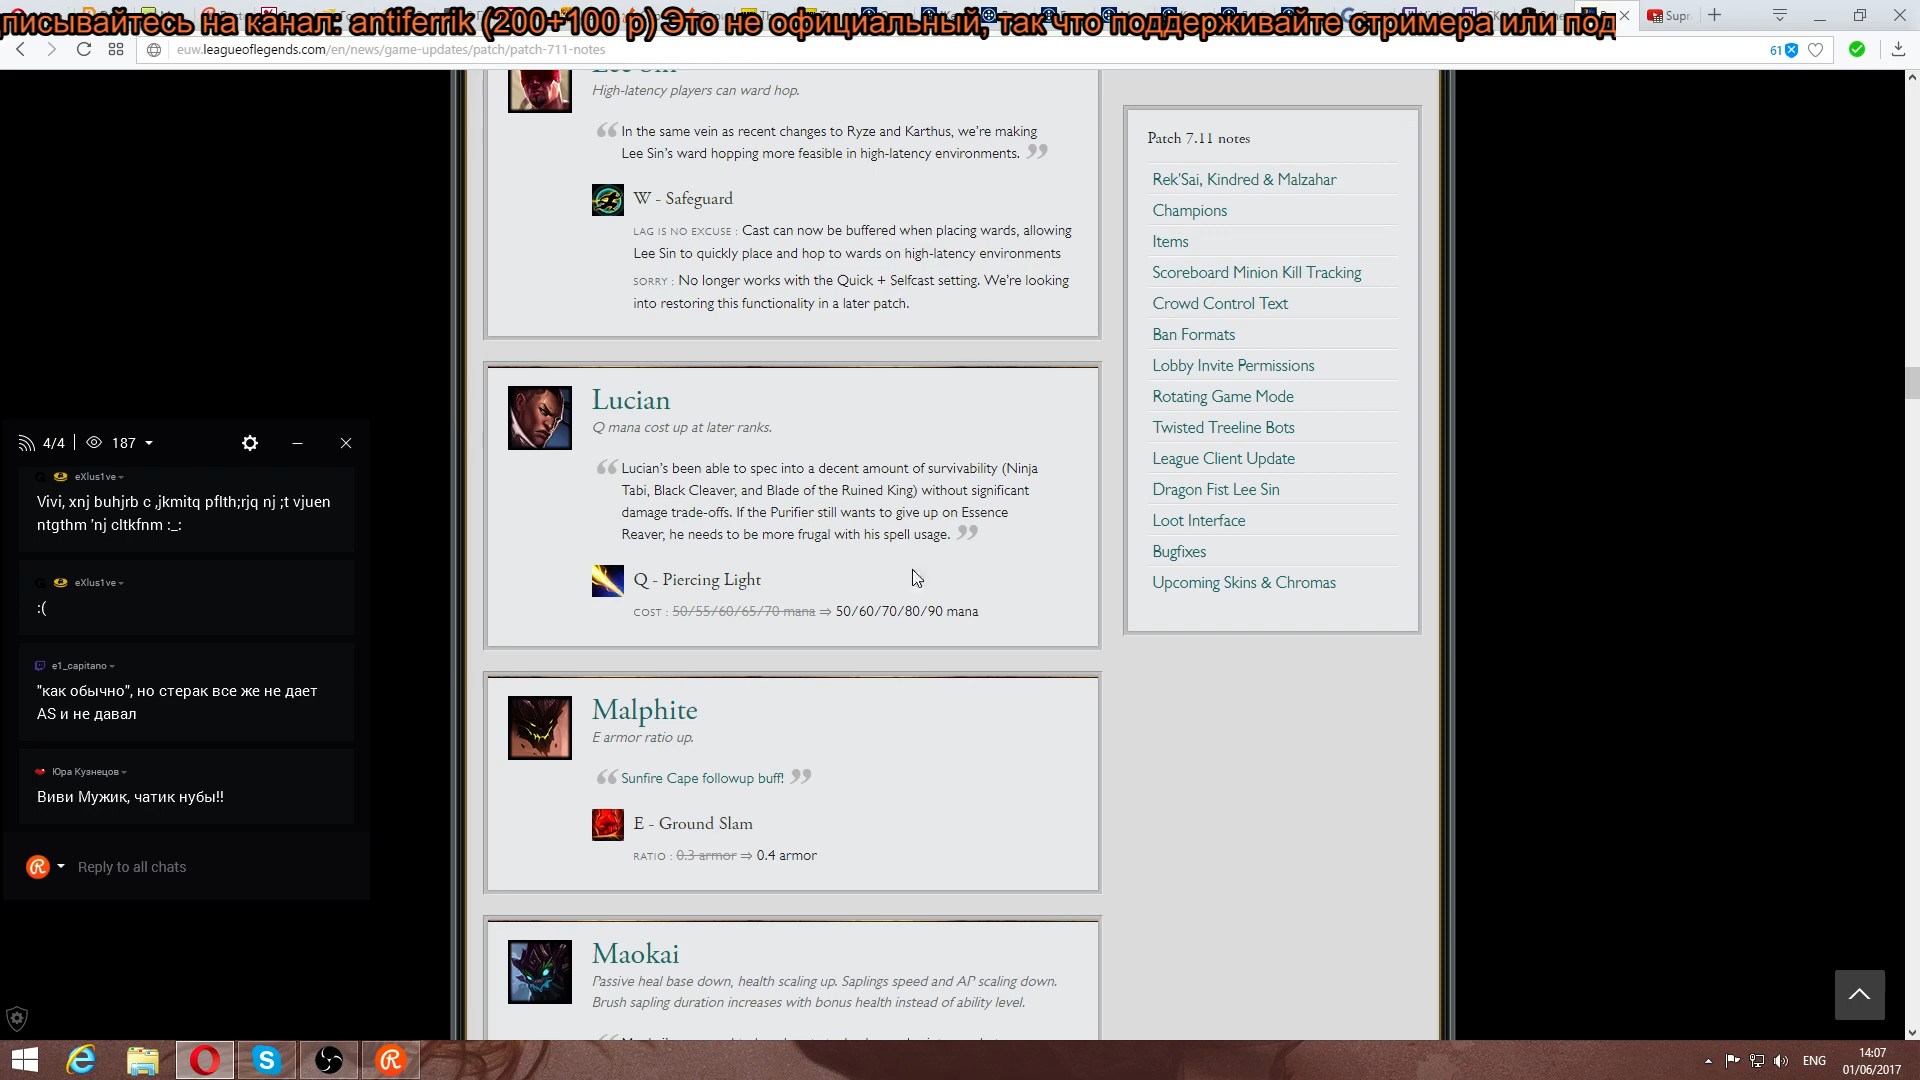 писывайтесь на канал: antiferrik (200+100 р) Это не официальный, так что поддерживайте стримера или под
Supr
euw.leagueoflegends.com/en/news/game-updates/patch/patch-711-notes
61
Lee Sin
High-latency players can ward hop.
In the same vein as recent changes to Ryze and Karthus, we're making
Lee Sin's ward hopping more feasible in high-latency environments.
W - Safeguard
LAG IS NO EXCUSE : Cast can now be buffered when placing wards, allowing
Lee Sin to quickly place and hop to wards on high-latency environments
SORRY : No longer works with the Quick + Selfcast setting. We're looking
into restoring this functionality in a later patch.
Lucian
Q mana cost up at later ranks.
Lucian's been able to spec into a decent amount of survivability (Ninja
Tabi, Black Cleaver, and Blade of the Ruined King) without significant
damage trade-offs. If the Purifier still wants to give up on Essence
Reaver, he needs to be more frugal with his spell usage.
Q - Piercing Light
COST : 50/55/60/65/70 mana ⇒ 50/60/70/80/90 mana
Malphite
E armor ratio up.
Sunfire Cape followup buff!
E - Ground Slam
RATIO : 0.3 armor ⇒ 0.4 armor
Maokai
Passive heal base down, health scaling up. Saplings speed and AP scaling down.
Brush sapling duration increases with bonus health instead of ability level.
Patch 7.11 notes
Rek'Sai, Kindred & Malzahar
Champions
Items
Scoreboard Minion Kill Tracking
Crowd Control Text
Ban Formats
Lobby Invite Permissions
Rotating Game Mode
Twisted Treeline Bots
League Client Update
Dragon Fist Lee Sin
Loot Interface
Bugfixes
Upcoming Skins & Chromas
4/4
187
eXlus1ve
Vivi, xnj buhjrb c ,jkmitq pflth;rjq nj ;t vjuen
ntgthm 'nj cltkfnm :_:
eXlus1ve
:(
e1_capitano
"как обычно", но стерак все же не дает
AS и не давал
Юра Кузнецов
Виви Мужик, чатик нубы!!
Reply to all chats
ENG
14:07
01/06/2017